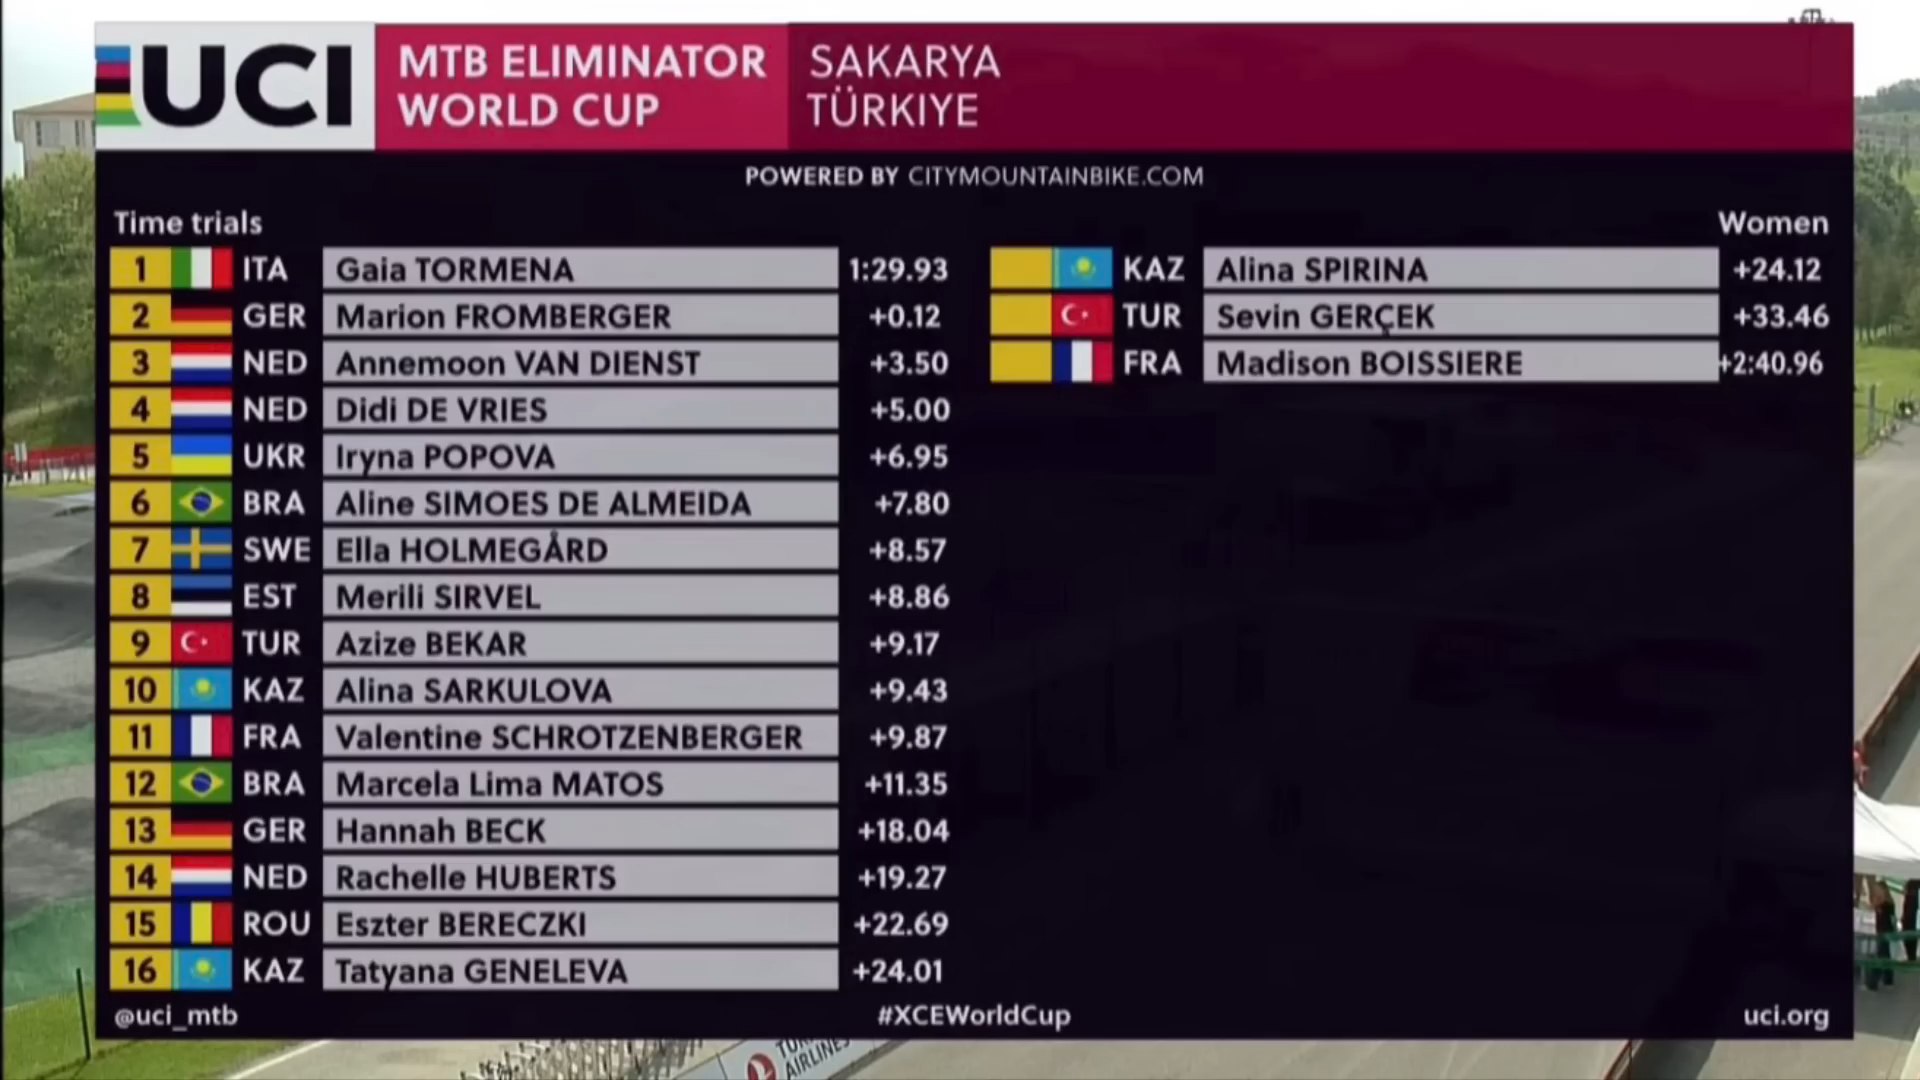 UCI
MTB ELIMINATOR
WORLD CUP
SAKARYA
TÜRKIYE
POWERED BY CITYMOUNTAINBIKE.COM
Time trials
Women
1 ITA Gaia TORMENA 1:29.93
2 GER Marion FROMBERGER +0.12
3 NED Annemoon VAN DIENST +3.50
4 NED Didi DE VRIES +5.00
5 UKR Iryna POPOVA +6.95
6 BRA Aline SIMOES DE ALMEIDA +7.80
7 SWE Ella HOLMEGÅRD +8.57
8 EST Merili SIRVEL +8.86
9 TUR Azize BEKAR +9.17
10 KAZ Alina SARKULOVA +9.43
11 FRA Valentine SCHROTZENBERGER +9.87
12 BRA Marcela Lima MATOS +11.35
13 GER Hannah BECK +18.04
14 NED Rachelle HUBERTS +19.27
15 ROU Eszter BERECZKI +22.69
16 KAZ Tatyana GENELEVA +24.01
KAZ Alina SPIRINA +24.12
TUR Sevin GERÇEK +33.46
FRA Madison BOISSIERE +2:40.96
@uci_mtb
#XCEWorldCup
uci.org
AIRLINES